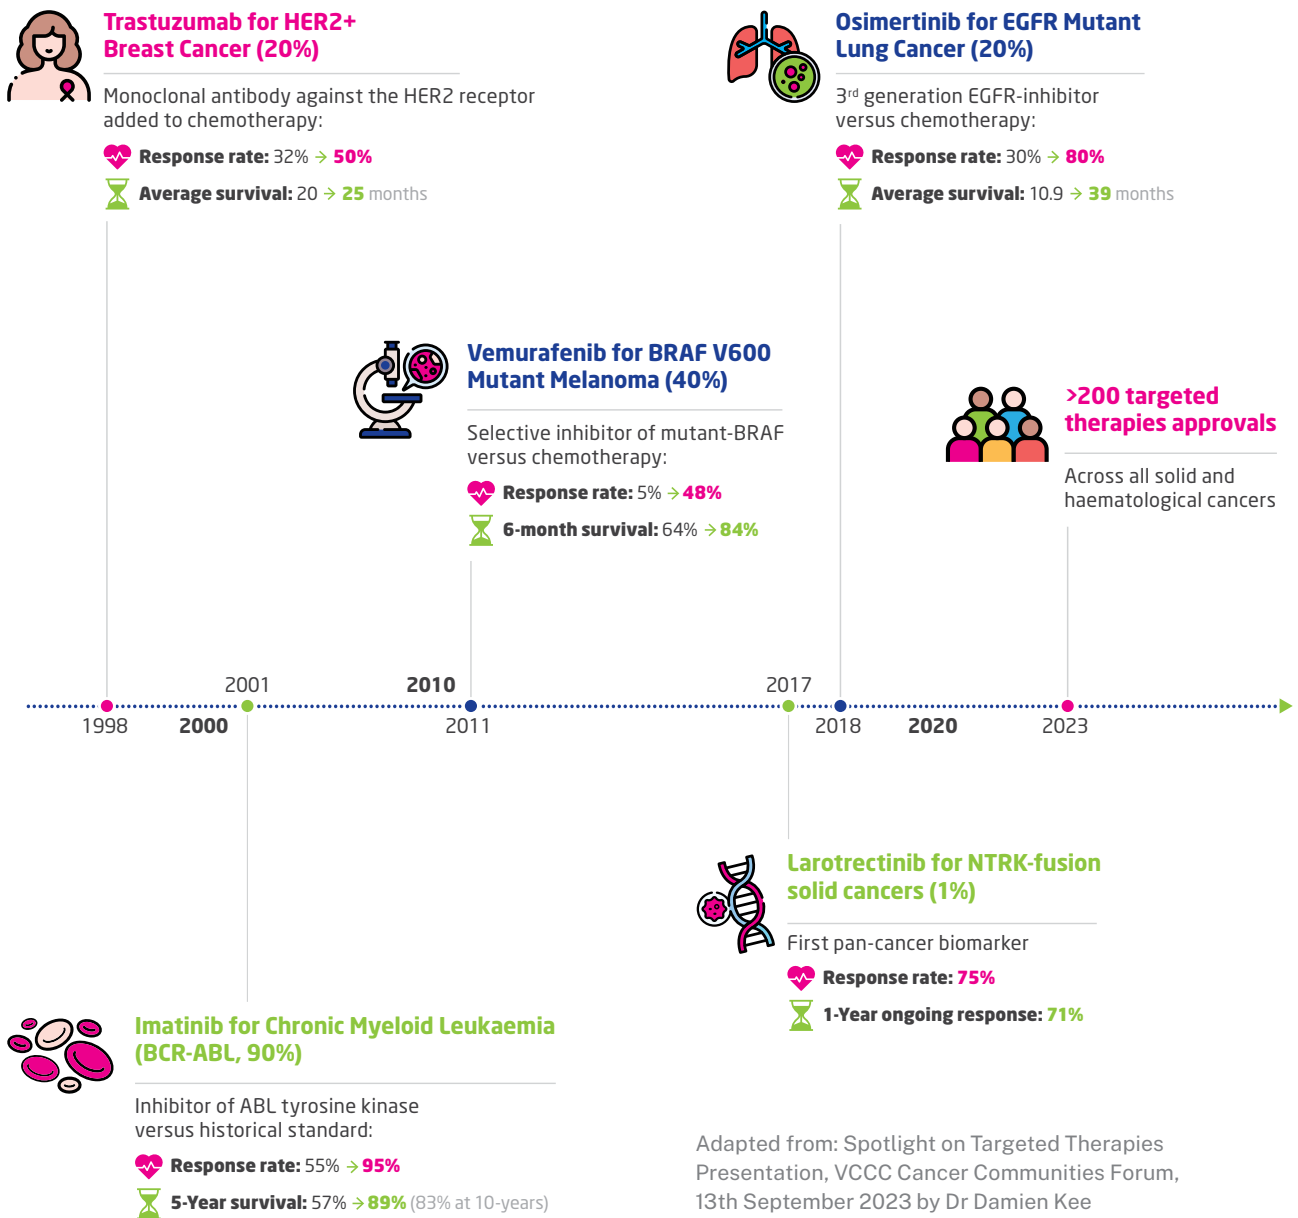 Trastuzumab for HER2+
Breast Cancer (20%)
Monoclonal antibody against the HER2 receptor
added to chemotherapy:
Response rate: 32% → 50%
Average survival: 20 → 25 months
Osimertinib for EGFR Mutant
Lung Cancer (20%)
3rd generation EGFR-inhibitor
versus chemotherapy:
Response rate: 30% → 80%
Average survival: 10.9 → 39 months
Vemurafenib for BRAF V600
Mutant Melanoma (40%)
Selective inhibitor of mutant-BRAF
versus chemotherapy:
Response rate: 5% → 48%
6-month survival: 64% → 84%
>200 targeted
therapies approvals
Across all solid and
haematological cancers
2001
2010
2017
1998
2000
2011
2018
2020
2023
Larotrectinib for NTRK-fusion
solid cancers (1%)
First pan-cancer biomarker
Response rate: 75%
1-Year ongoing response: 71%
Imatinib for Chronic Myeloid Leukaemia
(BCR-ABL, 90%)
Inhibitor of ABL tyrosine kinase
versus historical standard:
Response rate: 55% → 95%
5-Year survival: 57% → 89% (83% at 10-years)
Adapted from: Spotlight on Targeted Therapies
Presentation, VCCC Cancer Communities Forum,
13th September 2023 by Dr Damien Kee